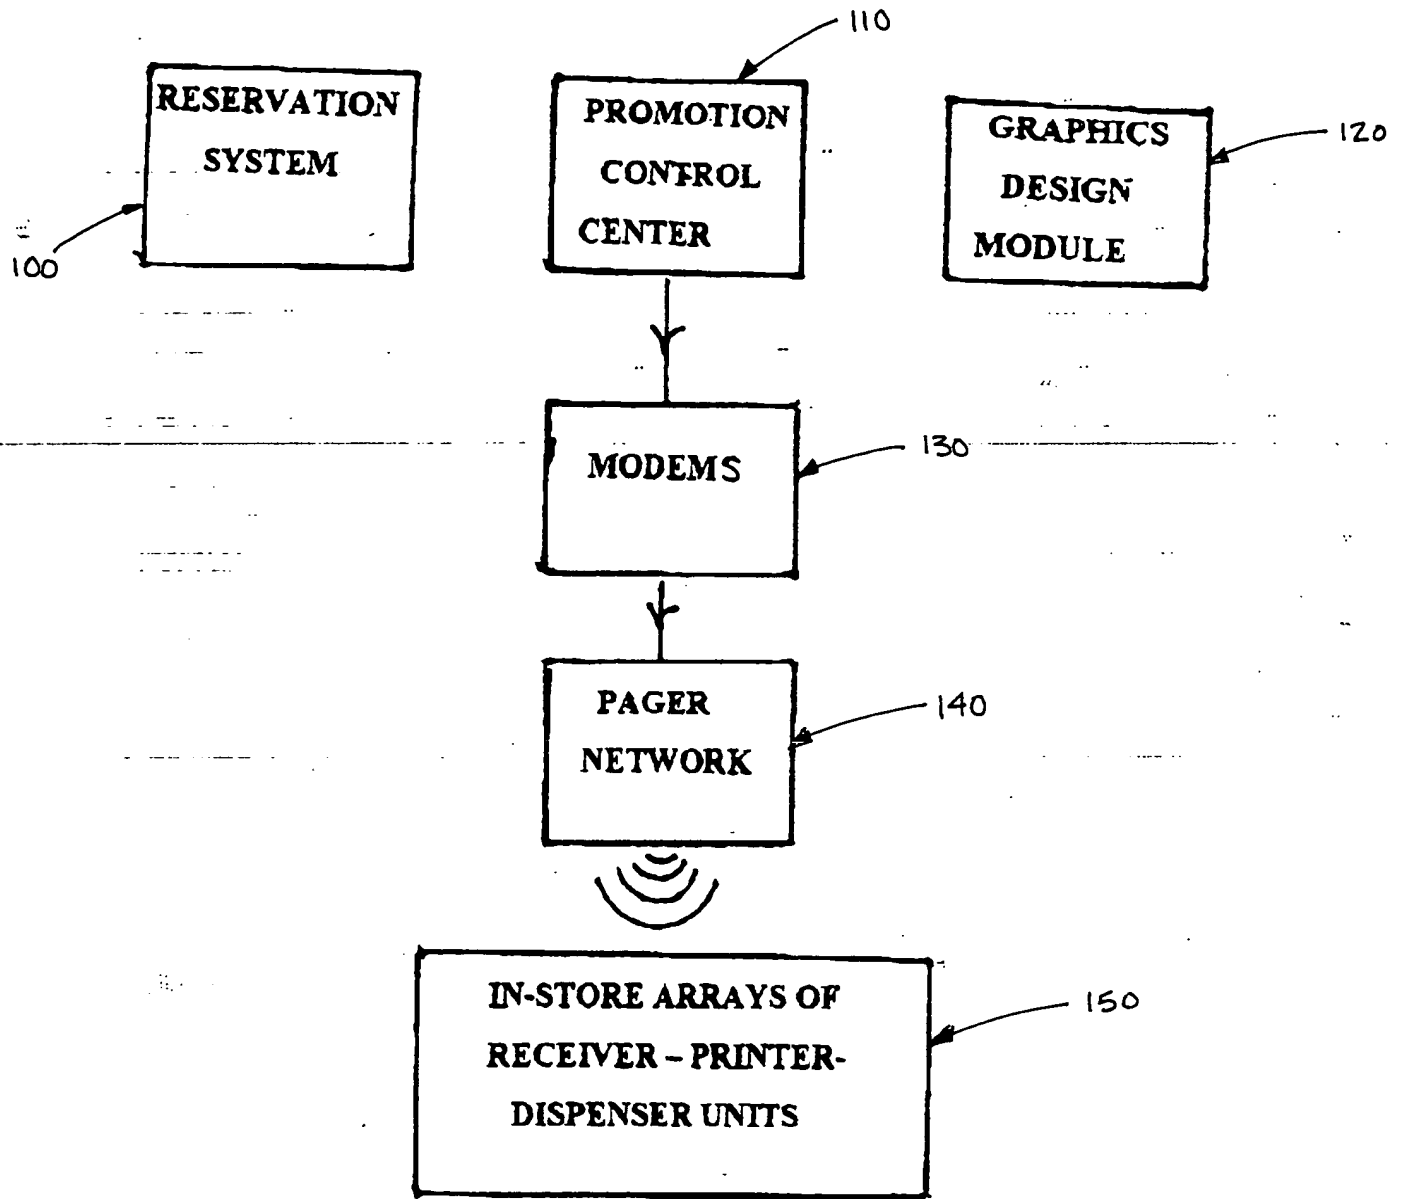 110
RESERVATION
SYSTEM
100
PROMOTION
CONTROL
CENTER
GRAPHICS
DESIGN
MODULE
120
MODEMS
130
PAGER
NETWORK
140
IN-STORE ARRAYS OF
RECEIVER – PRINTER-
DISPENSER UNITS
150